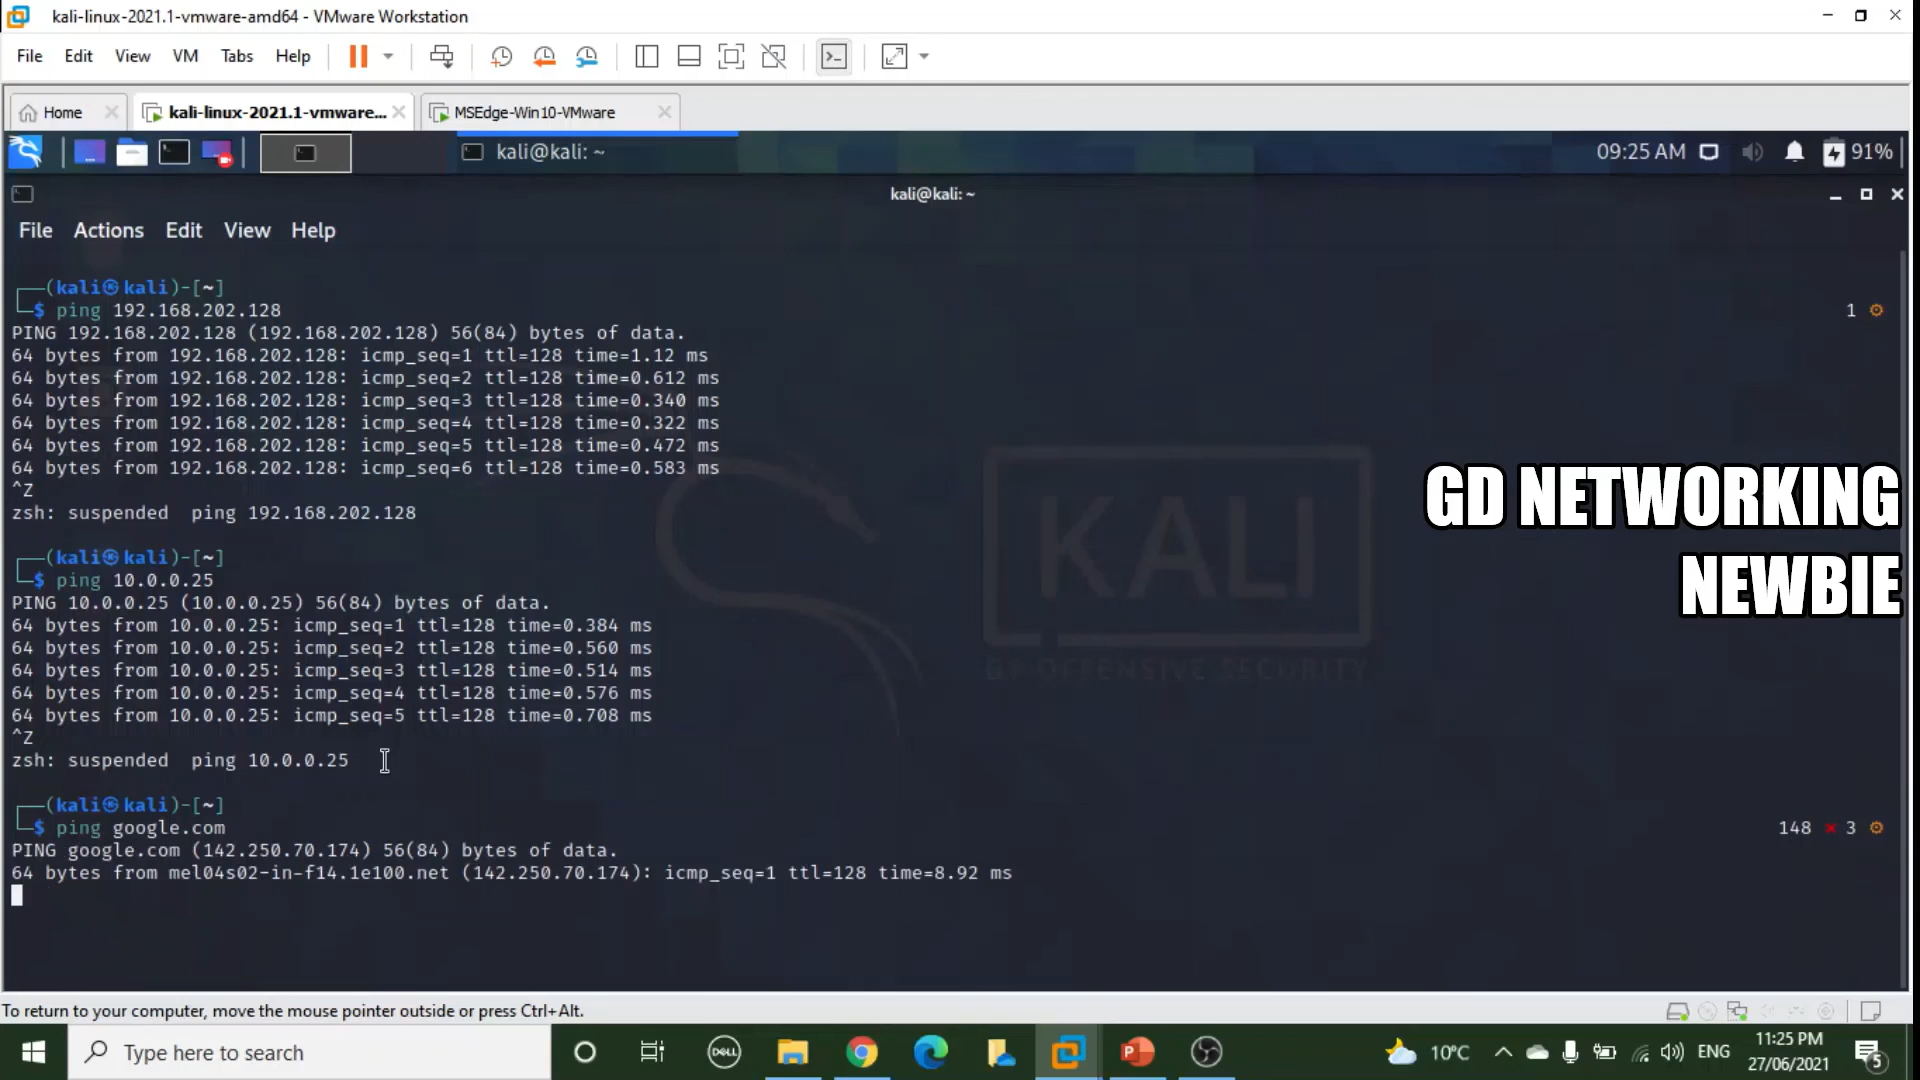 kali-linux-2021.1-vmware-amd64 - VMware Workstation
File Edit View VM Tabs Help
Home kali-linux-2021.1-vmware... MSEdge-Win10-VMware
kali@kali: ~ 09:25 AM 91%
kali@kali: ~
File Actions Edit View Help
┌──(kali㉿kali)-[~]
└─$ ping 192.168.202.128 1
PING 192.168.202.128 (192.168.202.128) 56(84) bytes of data.
64 bytes from 192.168.202.128: icmp_seq=1 ttl=128 time=1.12 ms
64 bytes from 192.168.202.128: icmp_seq=2 ttl=128 time=0.612 ms
64 bytes from 192.168.202.128: icmp_seq=3 ttl=128 time=0.340 ms
64 bytes from 192.168.202.128: icmp_seq=4 ttl=128 time=0.322 ms
64 bytes from 192.168.202.128: icmp_seq=5 ttl=128 time=0.472 ms
64 bytes from 192.168.202.128: icmp_seq=6 ttl=128 time=0.583 ms
^Z
zsh: suspended  ping 192.168.202.128
┌──(kali㉿kali)-[~]
└─$ ping 10.0.0.25
PING 10.0.0.25 (10.0.0.25) 56(84) bytes of data.
64 bytes from 10.0.0.25: icmp_seq=1 ttl=128 time=0.384 ms
64 bytes from 10.0.0.25: icmp_seq=2 ttl=128 time=0.560 ms
64 bytes from 10.0.0.25: icmp_seq=3 ttl=128 time=0.514 ms
64 bytes from 10.0.0.25: icmp_seq=4 ttl=128 time=0.576 ms
64 bytes from 10.0.0.25: icmp_seq=5 ttl=128 time=0.708 ms
^Z
zsh: suspended  ping 10.0.0.25
┌──(kali㉿kali)-[~]
└─$ ping google.com 148 ⨯ 3
PING google.com (142.250.70.174) 56(84) bytes of data.
64 bytes from mel04s02-in-f14.1e100.net (142.250.70.174): icmp_seq=1 ttl=128 time=8.92 ms
KALI
BY OFFENSIVE SECURITY
GD NETWORKING
NEWBIE
To return to your computer, move the mouse pointer outside or press Ctrl+Alt.
Type here to search
DELL
10°C ENG
11:25 PM
27/06/2021
5